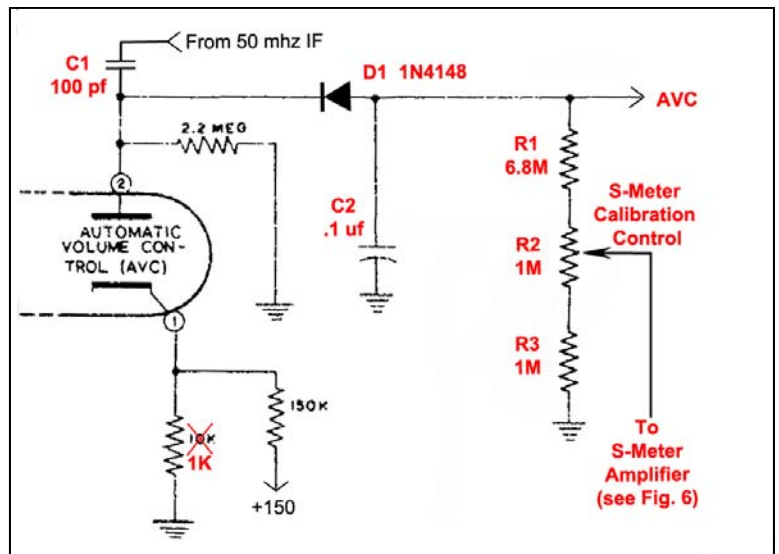 From 50 mhz IF
C1
100 pf
D1 1N4148
AVC
2.2 MEG
R1
6.8M
2
S-Meter
Calibration
Control
C2
.1 uf
AUTOMATIC
VOLUME CON-
TROL (AVC)
R2
1M
1
R3
1M
150K
10K
1K
To
S-Meter
Amplifier
(see Fig. 6)
+150